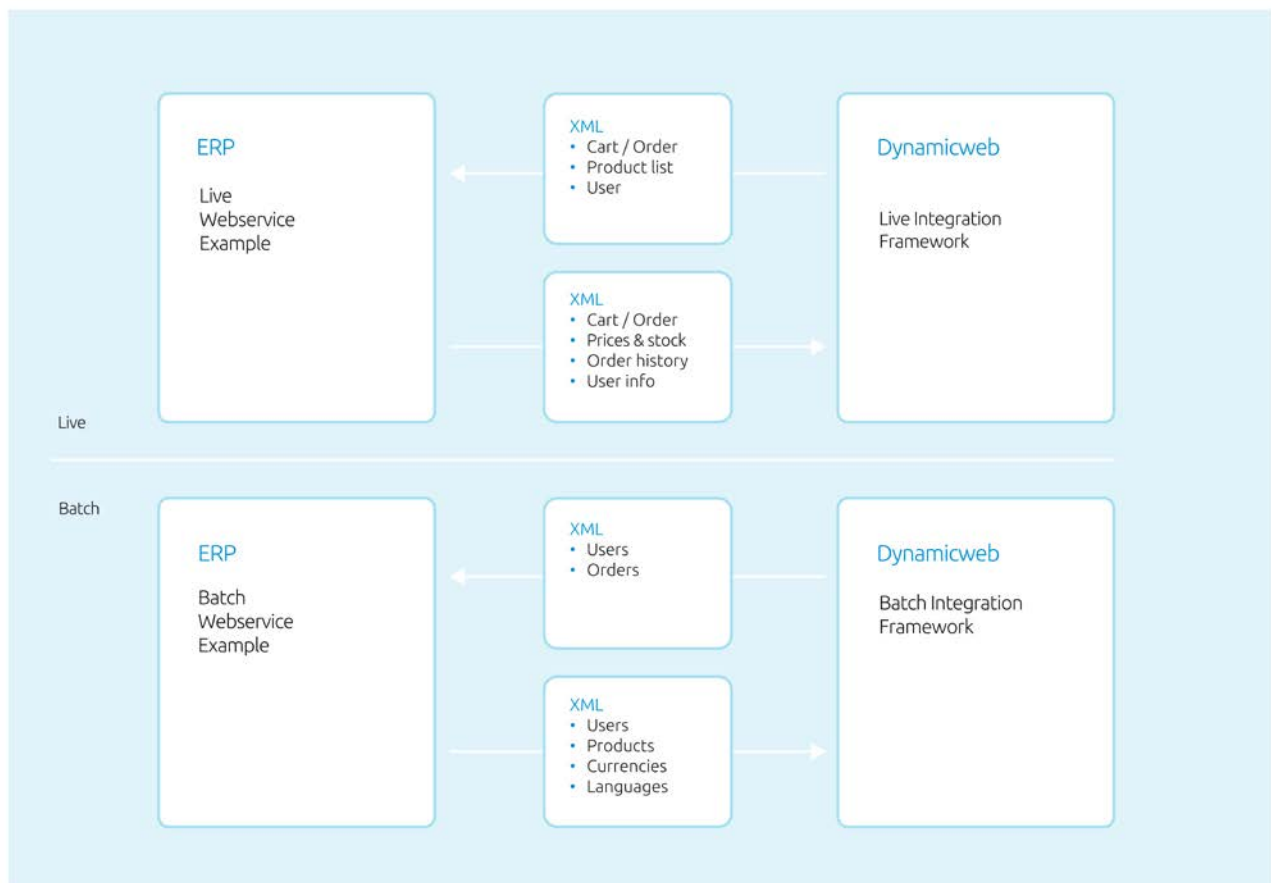 ERP
Live
Webservice
Example
XML
• Cart / Order
• Product list
• User
XML
• Cart / Order
• Prices & stock
• Order history
• User info
Dynamicweb
Live Integration
Framework
Live
Batch
ERP
Batch
Webservice
Example
XML
• Users
• Orders
XML
• Users
• Products
• Currencies
• Languages
Dynamicweb
Batch Integration
Framework